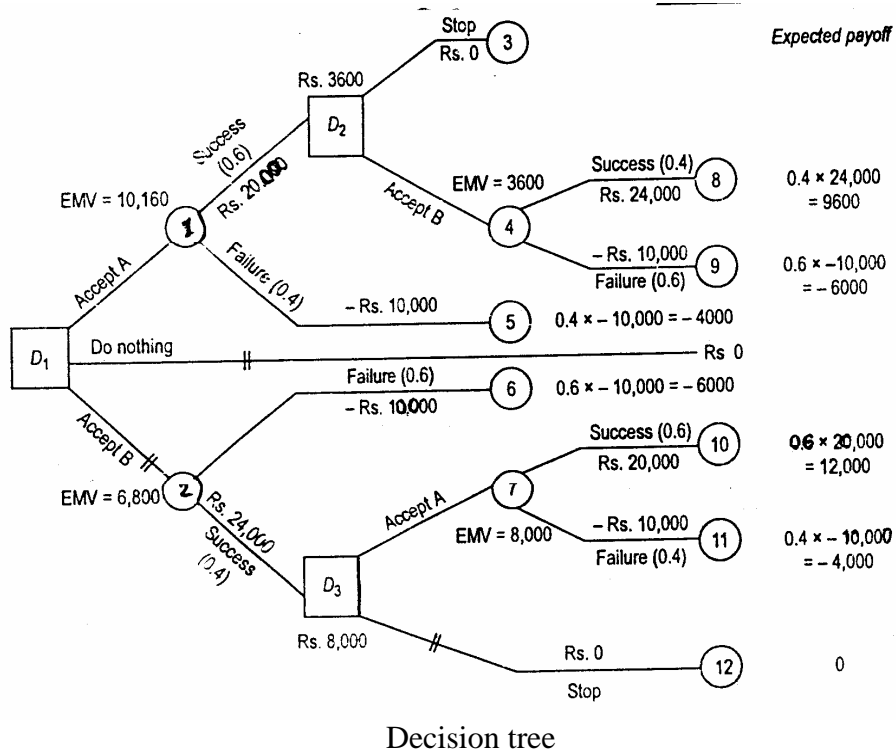 Stop
Rs. 0
3
Expected payoff
Rs. 3600
D2
Success
(0.6)
Rs. 20,000
EMV = 10,160
1
Accept B
EMV = 3600
4
Success (0.4)
Rs. 24,000
8
0.4 × 24,000
= 9600
– Rs. 10,000
Failure (0.6)
9
0.6 × –10,000
= – 6000
Accept A
Failure (0.4)
– Rs. 10,000
5
0.4 × – 10,000 = – 4000
D1
Do nothing
Rs 0
Failure (0.6)
– Rs. 10,000
6
0.6 × – 10,000 = – 6000
Accept B
EMV = 6,800
2
Rs. 24,000
Success
(0.4)
Accept A
7
EMV = 8,000
Success (0.6)
Rs. 20,000
10
0.6 × 20,000
= 12,000
– Rs. 10,000
Failure (0.4)
11
0.4 × – 10,000
= – 4,000
D3
Rs. 8,000
Rs. 0
Stop
12
0
Decision tree